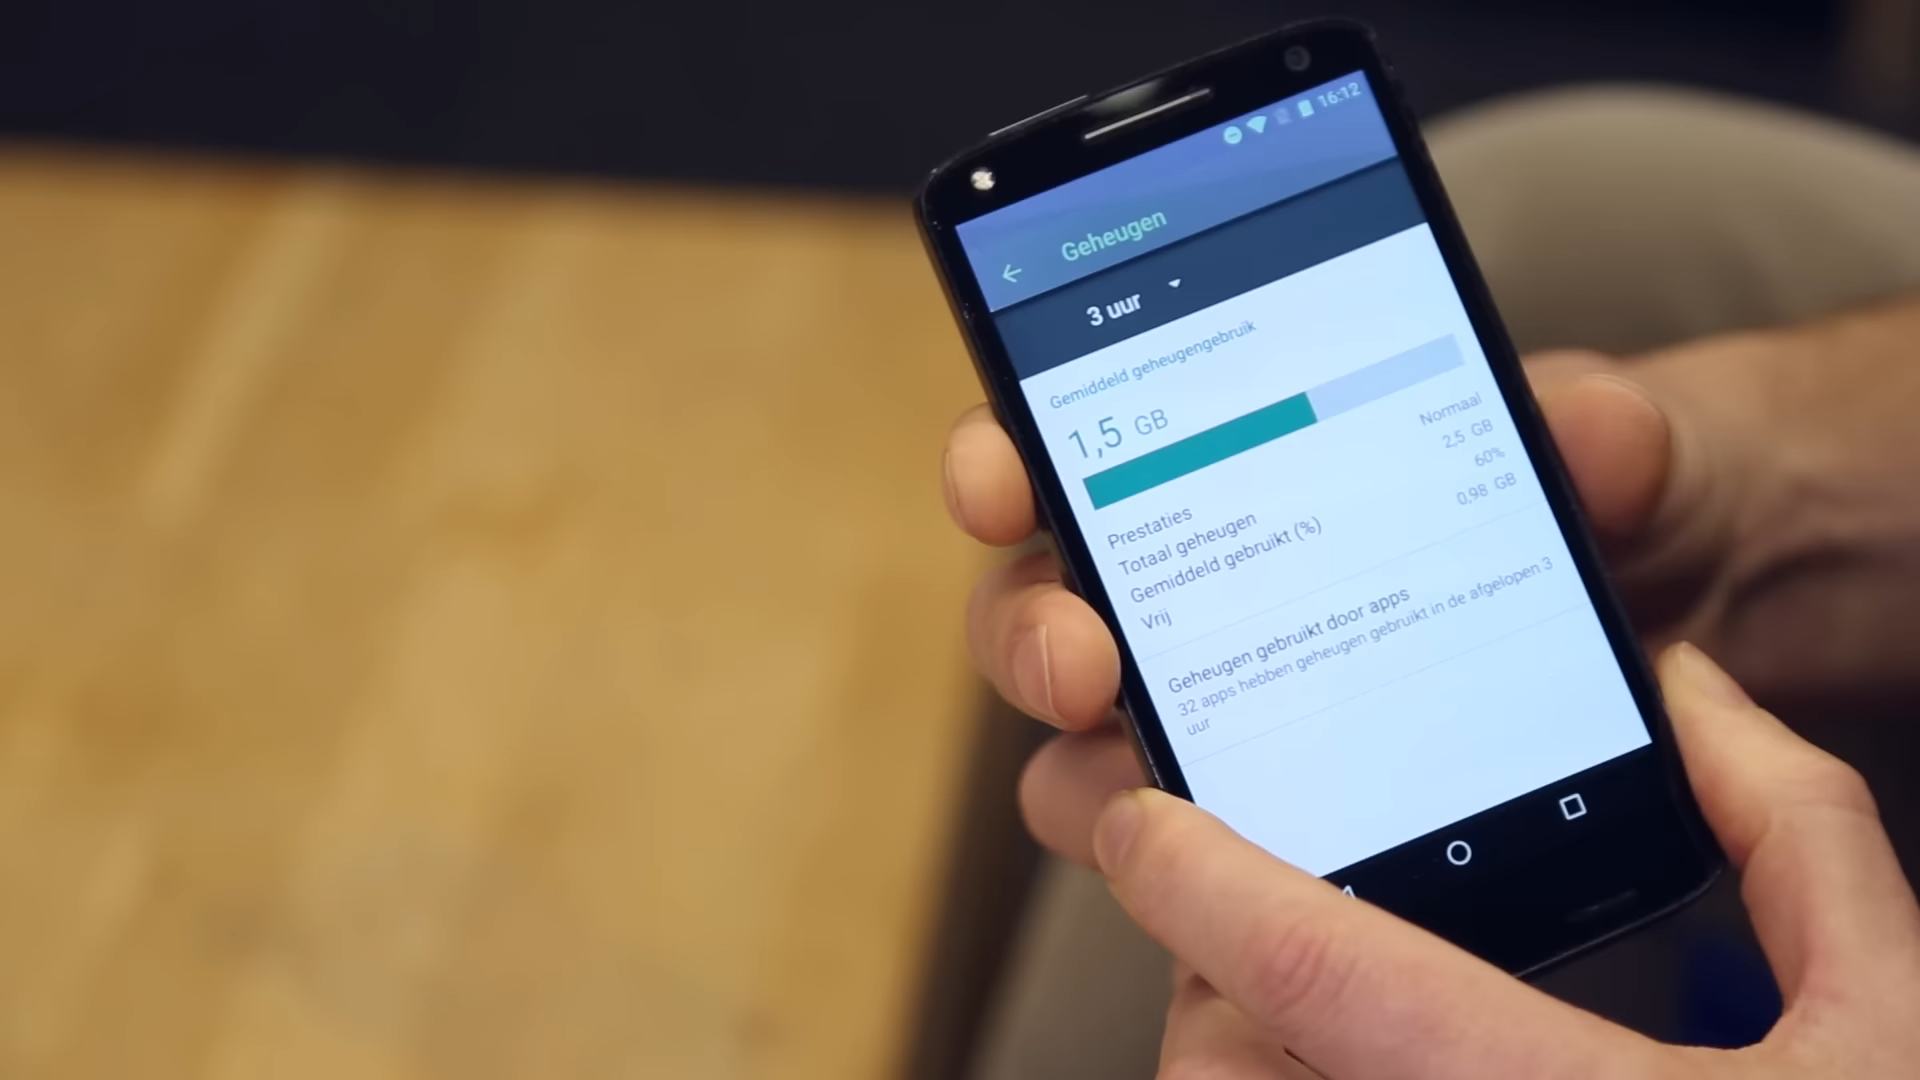 16:12
Geheugen
3 uur
Gemiddeld geheugengebruik
1,5 GB
Prestaties Normaal
Totaal geheugen 2,5 GB
Gemiddeld gebruikt (%) 60%
Vrij 0,98 GB
Geheugen gebruikt door apps
32 apps hebben geheugen gebruikt in de afgelopen 3
uur